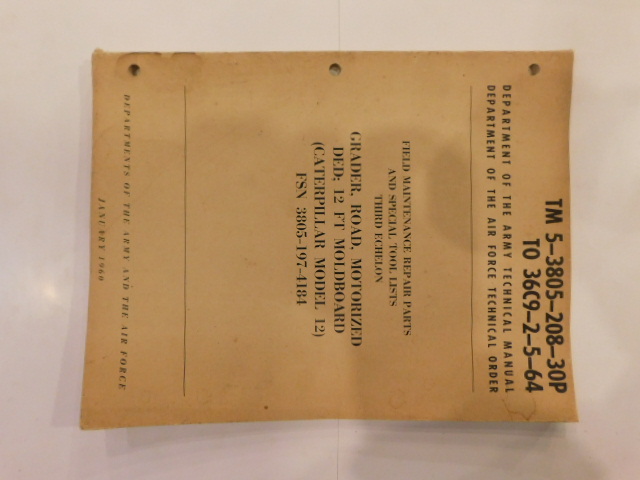 TM 5-3805-208-30P
TO 36C9-2-5-64
DEPARTMENT OF THE ARMY TECHNICAL MANUAL
DEPARTMENT OF THE AIR FORCE TECHNICAL ORDER
FIELD MAINTENANCE REPAIR PARTS
AND SPECIAL TOOL LISTS
THIRD ECHELON
GRADER, ROAD, MOTORIZED
DED; 12 FT MOLDBOARD
(CATERPILLAR MODEL 12)
FSN 3805-197-4184
DEPARTMENTS OF THE ARMY AND THE AIR FORCE
JANUARY 1960